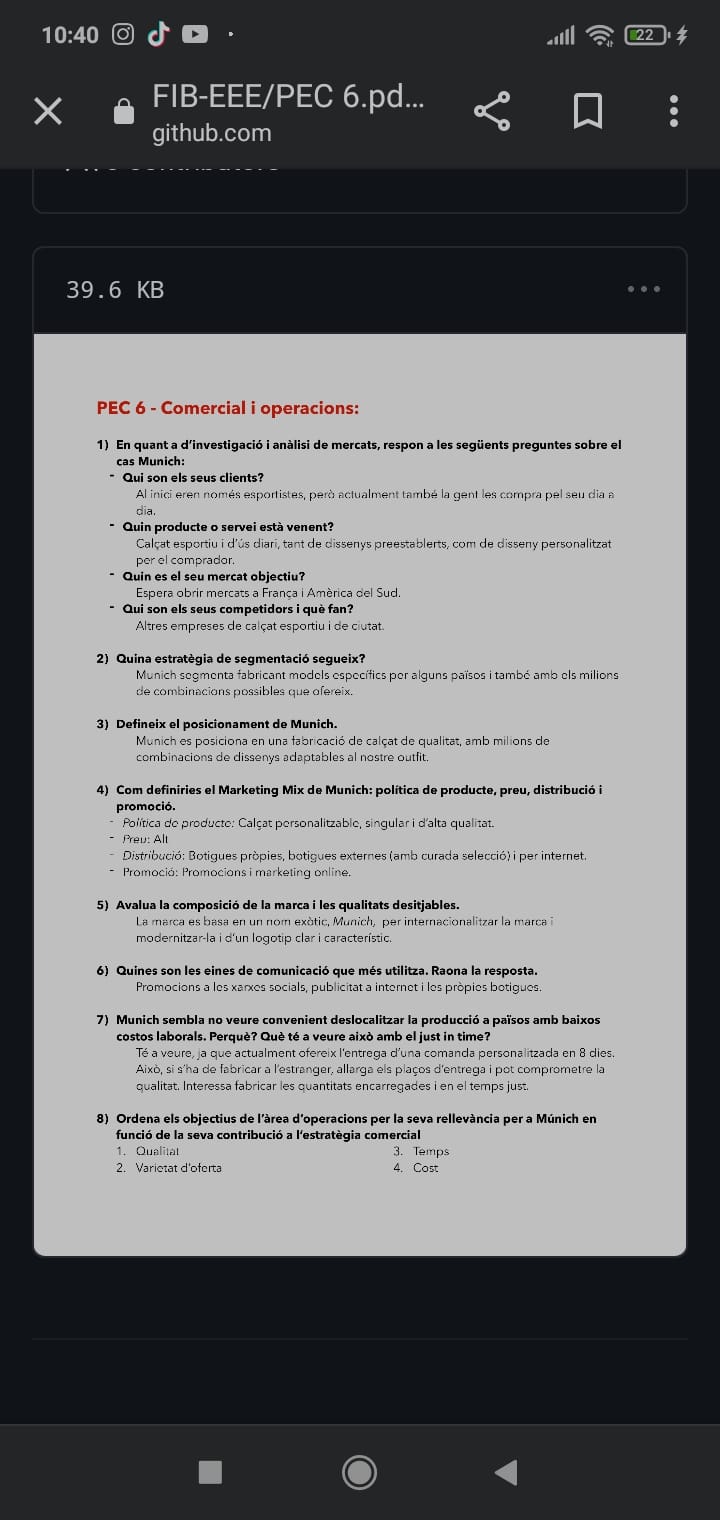 10:40
22
FIB-EEE/PEC 6.pd...
github.com
39.6 KB
PEC 6 - Comercial i operacions:
1) En quant a d'investigació i anàlisi de mercats, respon a les següents preguntes sobre el
cas Munich:
- Qui son els seus clients?
Al inici eren només esportistes, però actualment també la gent les compra pel seu dia a
dia.
- Quin producte o servei està venent?
Calçat esportiu i d'ús diari, tant de dissenys preestablerts, com de disseny personalitzat
per el comprador.
- Quin es el seu mercat objectiu?
Espera obrir mercats a França i Amèrica del Sud.
- Qui son els seus competidors i què fan?
Altres empreses de calçat esportiu i de ciutat.
2) Quina estratègia de segmentació segueix?
Munich segmenta fabricant models específics per alguns països i també amb els milions
de combinacions possibles que ofereix.
3) Defineix el posicionament de Munich.
Munich es posiciona en una fabricació de calçat de qualitat, amb milions de
combinacions de dissenys adaptables al nostre outfit.
4) Com definiries el Marketing Mix de Munich: política de producte, preu, distribució i
promoció.
- Política de producte: Calçat personalitzable, singular i d'alta qualitat.
- Preu: Alt
- Distribució: Botigues pròpies, botigues externes (amb curada selecció) i per internet.
- Promoció: Promocions i marketing online.
5) Avalua la composició de la marca i les qualitats desitjables.
La marca es basa en un nom exòtic, Munich, per internacionalitzar la marca i
modernitzar-la i d'un logotip clar i característic.
6) Quines son les eines de comunicació que més utilitza. Raona la resposta.
Promocions a les xarxes socials, publicitat a internet i les pròpies botigues.
7) Munich sembla no veure convenient deslocalitzar la producció a països amb baixos
costos laborals. Perquè? Què té a veure això amb el just in time?
Té a veure, ja que actualment ofereix l'entrega d'una comanda personalitzada en 8 dies.
Això, si s'ha de fabricar a l'estranger, allarga els plaços d'entrega i pot comprometre la
qualitat. Interessa fabricar les quantitats encarregades i en el temps just.
8) Ordena els objectius de l'àrea d'operacions per la seva rellevància per a Múnich en
funció de la seva contribució a l'estratègia comercial
1. Qualitat
2. Varietat d'oferta
3. Temps
4. Cost